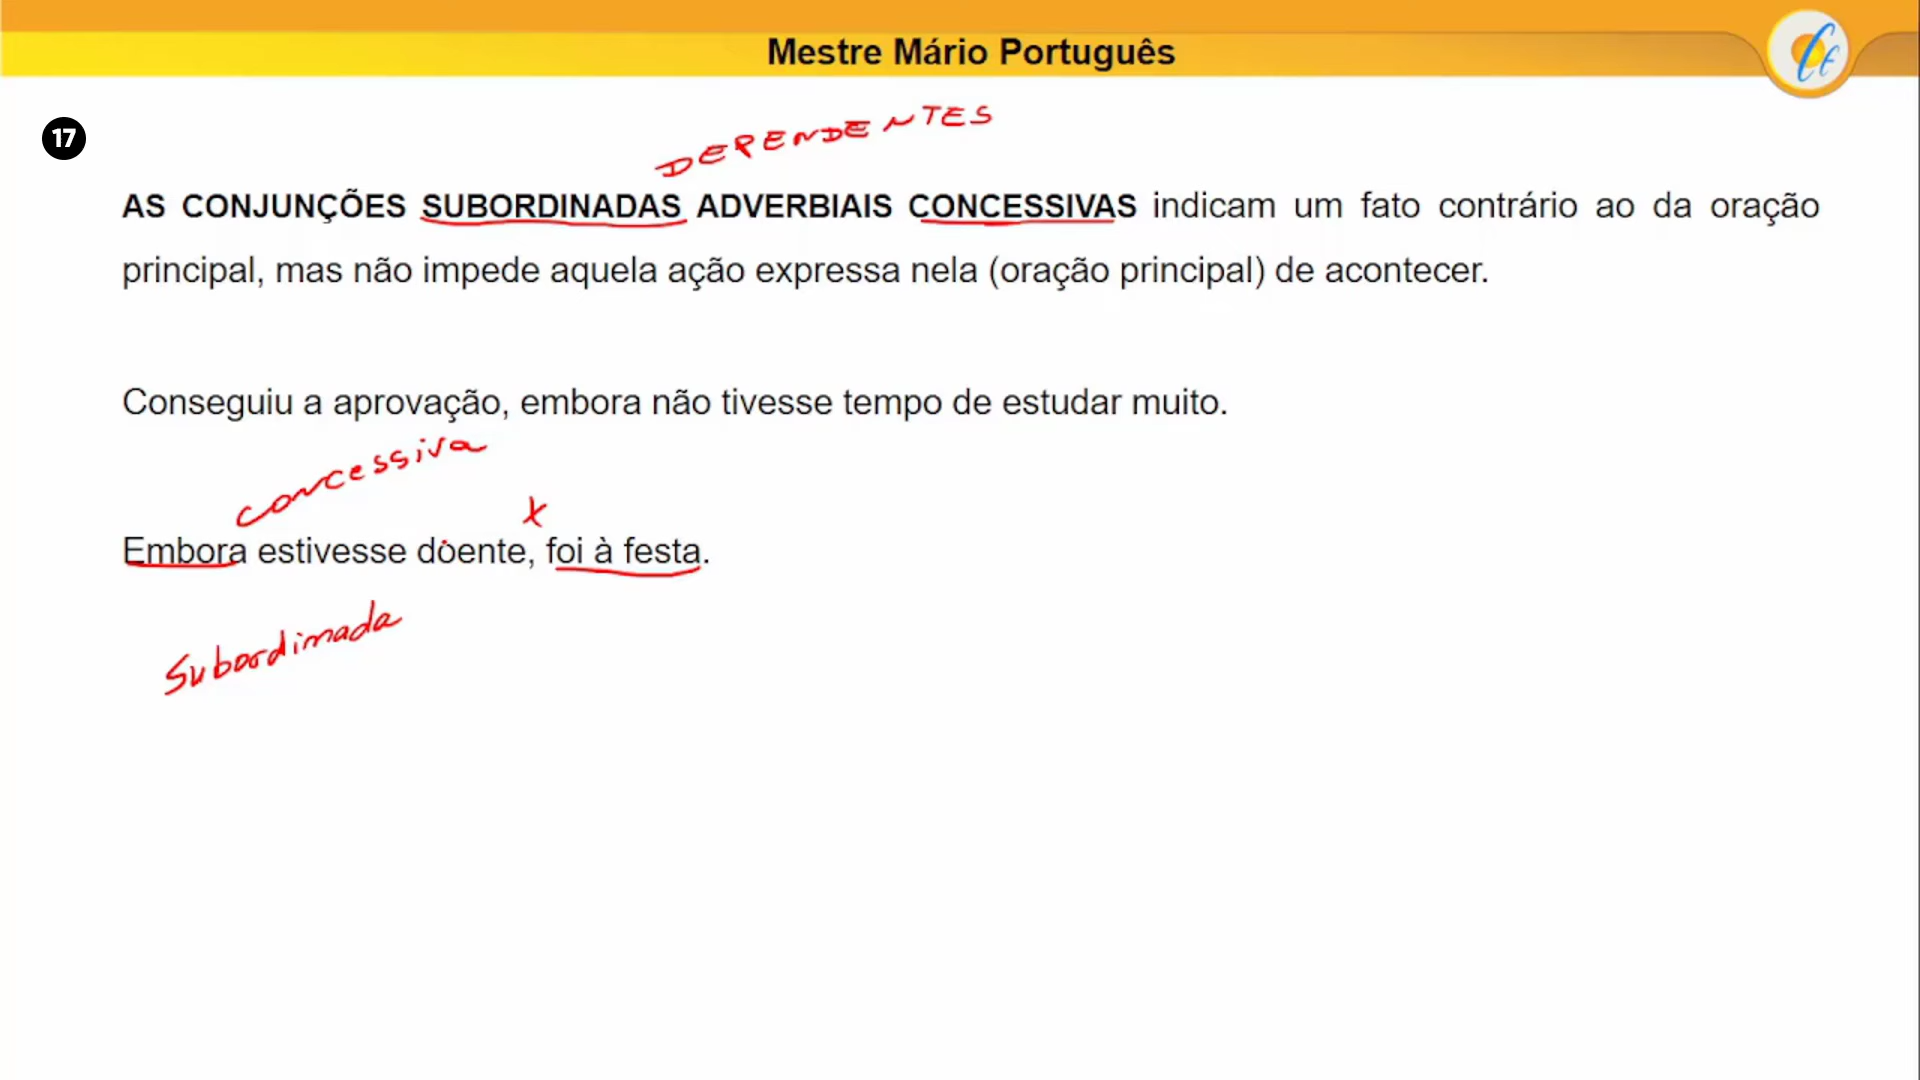 Mestre Mário Português
17
DEPENDENTES
AS CONJUNÇÕES SUBORDINADAS ADVERBIAIS CONCESSIVAS indicam um fato contrário ao da oração
principal, mas não impede aquela ação expressa nela (oração principal) de acontecer.
Conseguiu a aprovação, embora não tivesse tempo de estudar muito.
concessiva
x
Embora estivesse doente, foi à festa.
Subordinada